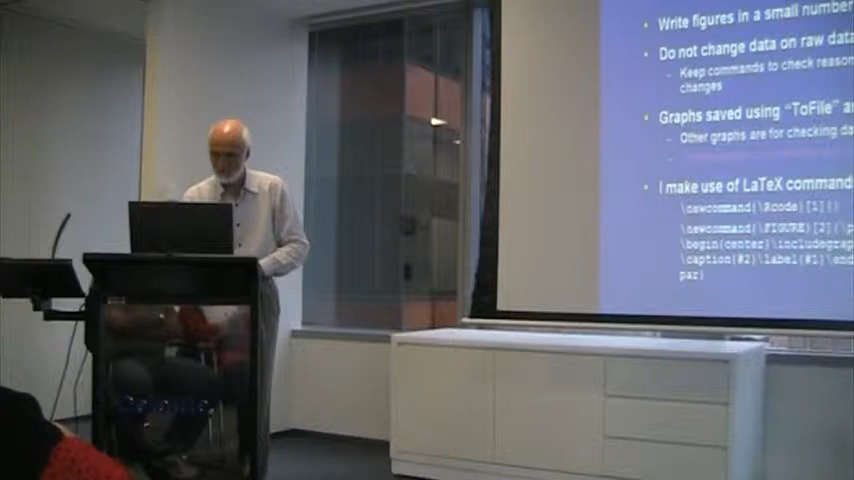 Write figures in a small number
Do not change data on raw data
- Keep commands to check reason
changes
Graphs saved using "ToFile" a
- Other graphs are for checking da
I make use of LaTeX command
\newcommand{\Rcode}[1]{{
\newcommand{\FIGURE}[2]{\p
\begin{center}\includegrap
\caption{#2}\label{#1}\end
par}